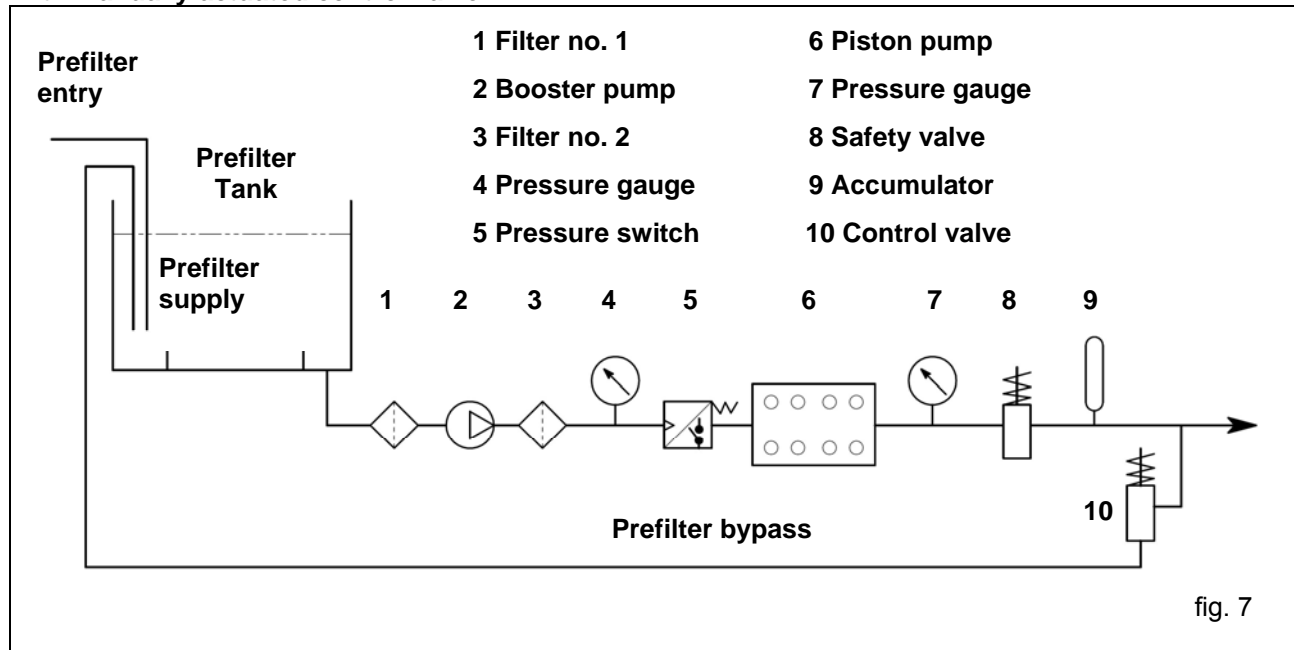 Prefilter
entry
1 Filter no. 1
6 Piston pump
2 Booster pump
7 Pressure gauge
Prefilter
Tank
3 Filter no. 2
8 Safety valve
4 Pressure gauge
9 Accumulator
5 Pressure switch
10 Control valve
Prefilter
supply
1 2 3 4 5 6 7 8 9
10
Prefilter bypass
fig. 7